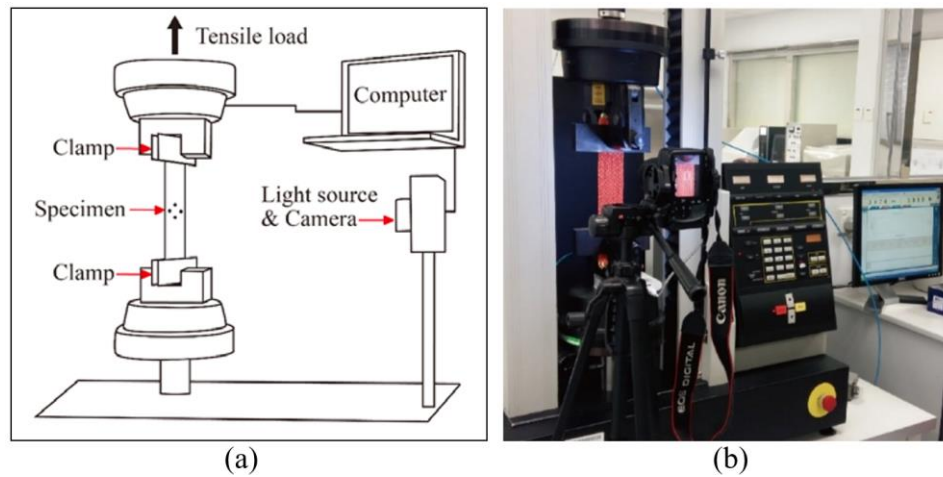 Tensile load
Computer
Clamp
Light source
& Camera
Specimen
Clamp
Canon
EOS DIGITAL
(a)
(b)